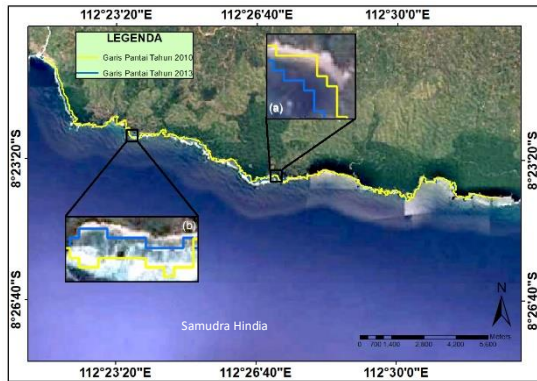 112°23'20"E 112°26'40"E 112°30'0"E
LEGENDA
Garis Pantai Tahun 2010
Garis Pantai Tahun 2013
(a)
8°23'20"S 8°23'20"S
(b)
8°26'40"S 8°26'40"S
N
Samudra Hindia
Meters
0 700 1,400 2,800 4,200 5,600
112°23'20"E 112°26'40"E 112°30'0"E